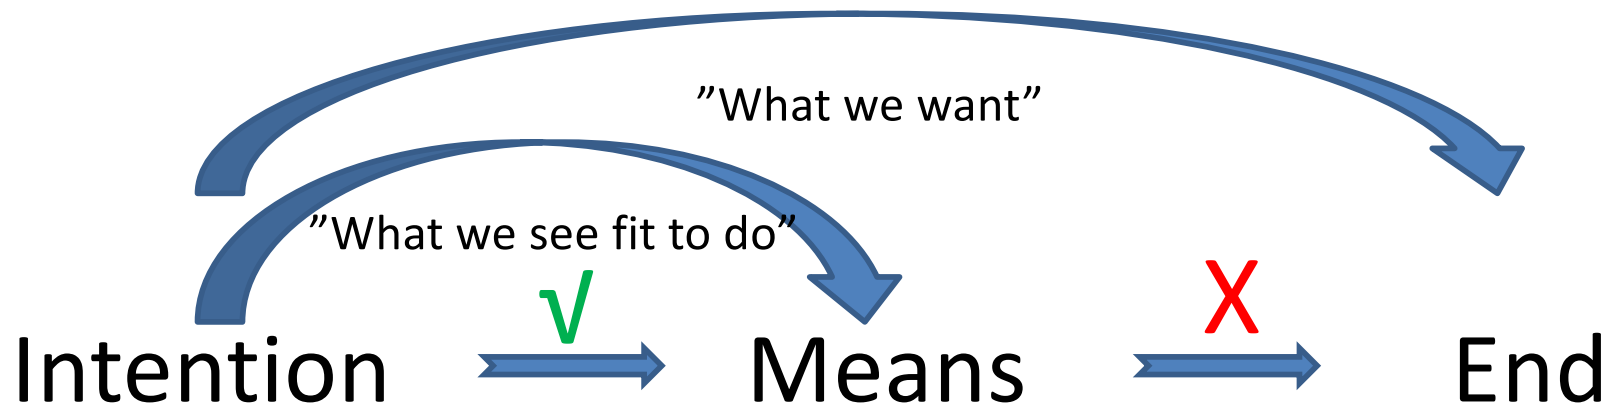 ”What we want”
”What we see fit to do”
√ X
Intention Means End